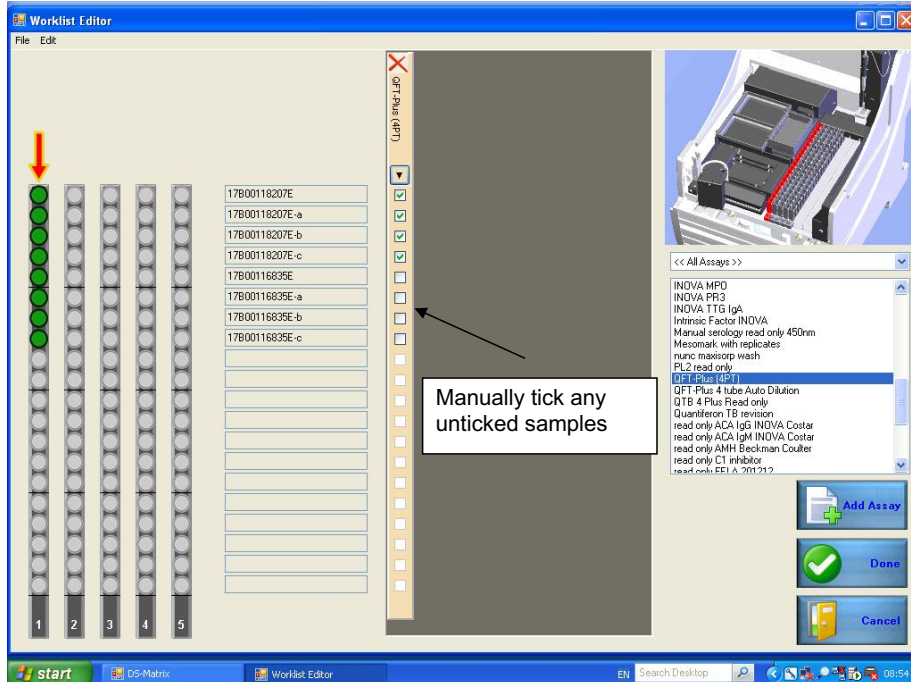 Worklist Editor
File Edit
QFT-Plus (4PT)
17B00118207E
17B00118207E-a
17B00118207E-b
17B00118207E-c
17B00116835E
17B00116835E-a
17B00116835E-b
17B00116835E-c
Manually tick any
unticked samples
1 2 3 4 5
<< All Assays >>
INOVA MPO
INOVA PR3
INOVA TTG IgA
Intrinsic Factor INOVA
Manual serology read only 450nm
Mesomark with replicates
nunc maxisorp wash
PL2 read only
QFT-Plus (4PT)
QFT-Plus 4 tube Auto Dilution
QTB 4 Plus Read only
Quantiferon TB revision
read only ACA IgG INOVA Costar
read only ACA IgM INOVA Costar
read only AMH Beckman Coulter
read only C1 inhibitor
read only EELA 201212
Add Assay
Done
Cancel
start
DS-Matrix
Worklist Editor
EN
Search Desktop
08:54